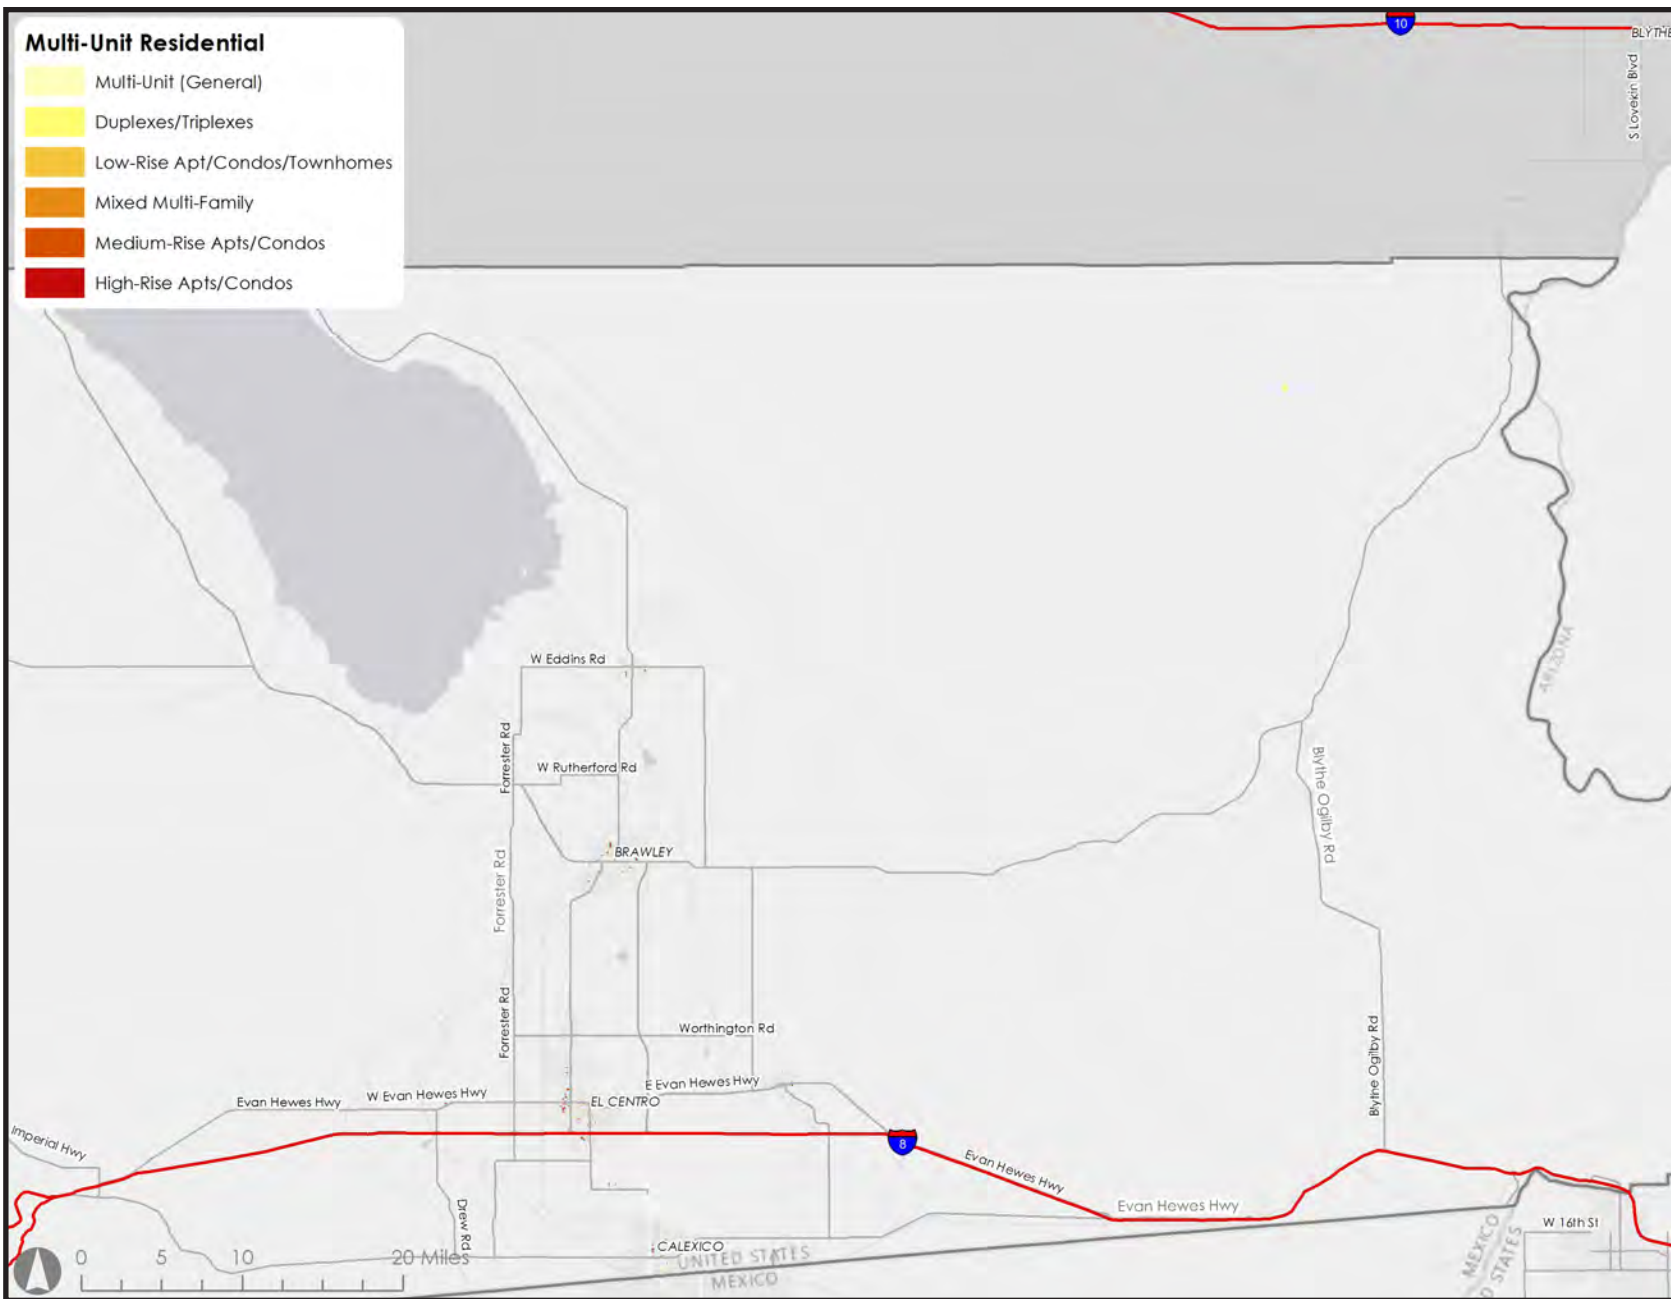 Multi-Unit Residential
Multi-Unit (General)
Duplexes/Triplexes
Low-Rise Apt/Condos/Townhomes
Mixed Multi-Family
Medium-Rise Apts/Condos
High-Rise Apts/Condos
10
BLYTHE
S Lovekin Blvd
ARIZONA
W Eddins Rd
Forrester Rd
W Rutherford Rd
Blythe Ogilby Rd
BRAWLEY
Forrester Rd
Forrester Rd
Worthington Rd
Blythe Ogilby Rd
E Evan Hewes Hwy
W Evan Hewes Hwy
Evan Hewes Hwy
EL CENTRO
Imperial Hwy
8
Evan Hewes Hwy
Evan Hewes Hwy
Drew Rd
W 16th St
CALEXICO
UNITED STATES
MEXICO
MEXICO
D STATES
0 5 10 20 Miles